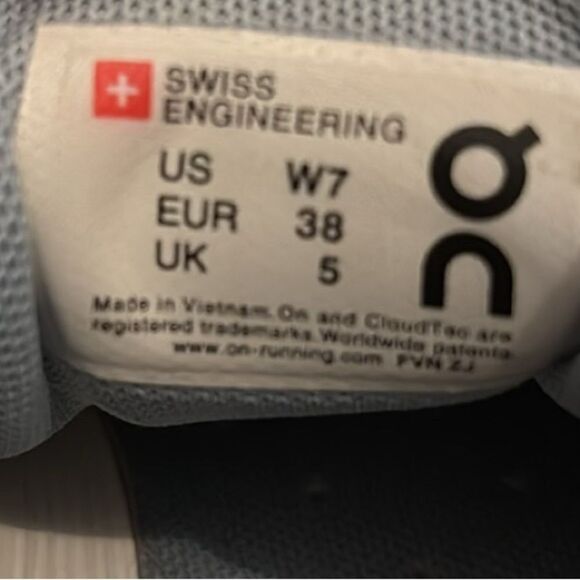 SWISS
ENGINEERING
US W7
EUR 38
UK 5
Made in Vietnam. On and CloudTec are
registered trademarks. Worldwide patents.
www.on-running.com PVN ZJ
On